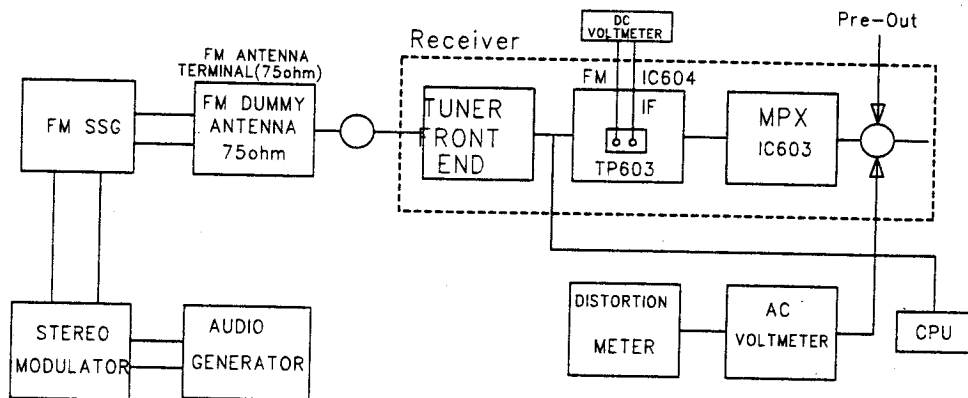 DC
VOLTMETER
Pre-Out
Receiver
FM ANTENNA
TERMINAL(75ohm)
FM IC604
FM SSG
FM DUMMY
ANTENNA
75ohm
TUNER
FRONT
END
IF
TP603
MPX
IC603
STEREO
MODULATOR
AUDIO
GENERATOR
DISTORTION
METER
AC
VOLTMETER
CPU